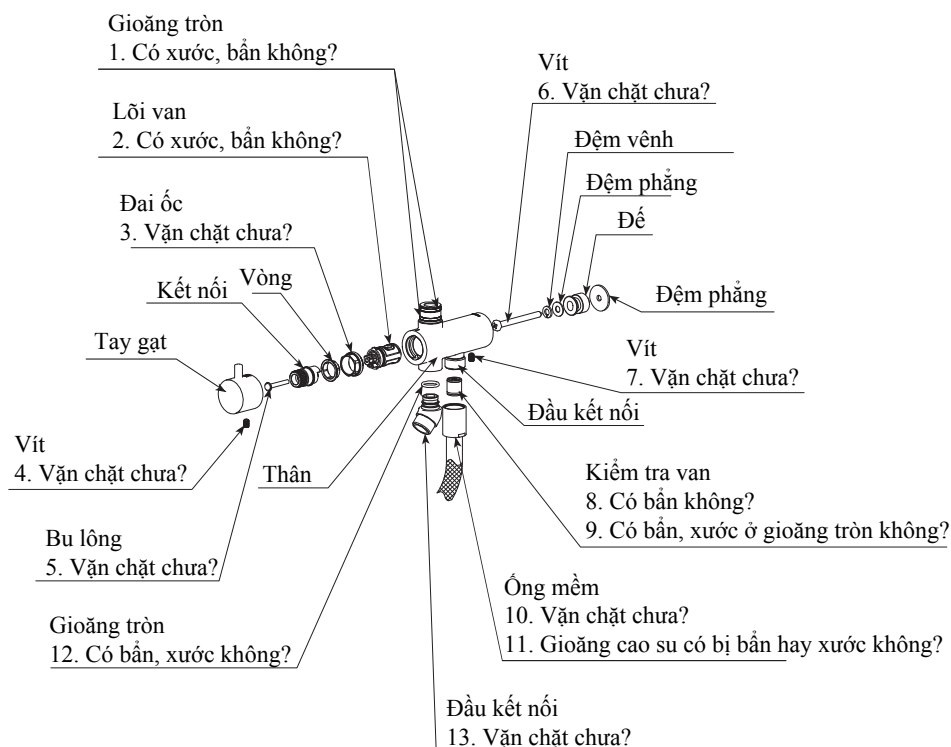 Gioăng tròn
1. Có xước, bẩn không?
Vít
6. Vặn chặt chưa?
Lõi van
2. Có xước, bẩn không?
Đệm vênh
Đệm phẳng
Đai ốc
3. Vặn chặt chưa?
Đế
Vòng
Kết nối
Đệm phẳng
Tay gạt
Vít
7. Vặn chặt chưa?
Đầu kết nối
Vít
4. Vặn chặt chưa?
Thân
Kiểm tra van
8. Có bẩn không?
9. Có bẩn, xước ở gioăng tròn không?
Bu lông
5. Vặn chặt chưa?
Ống mềm
10. Vặn chặt chưa?
11. Gioăng cao su có bị bẩn hay xước không?
Gioăng tròn
12. Có bẩn, xước không?
Đầu kết nối
13. Vặn chặt chưa?